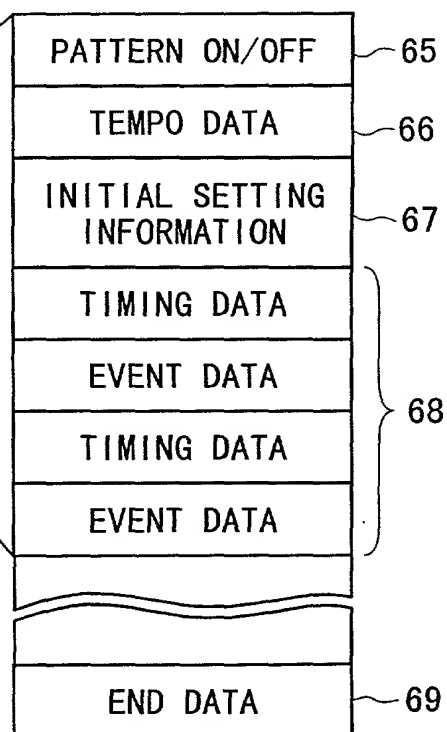 PATTERN ON/OFF 65
TEMPO DATA 66
INITIAL SETTING
INFORMATION 67
TIMING DATA
EVENT DATA
68
TIMING DATA
EVENT DATA
END DATA 69